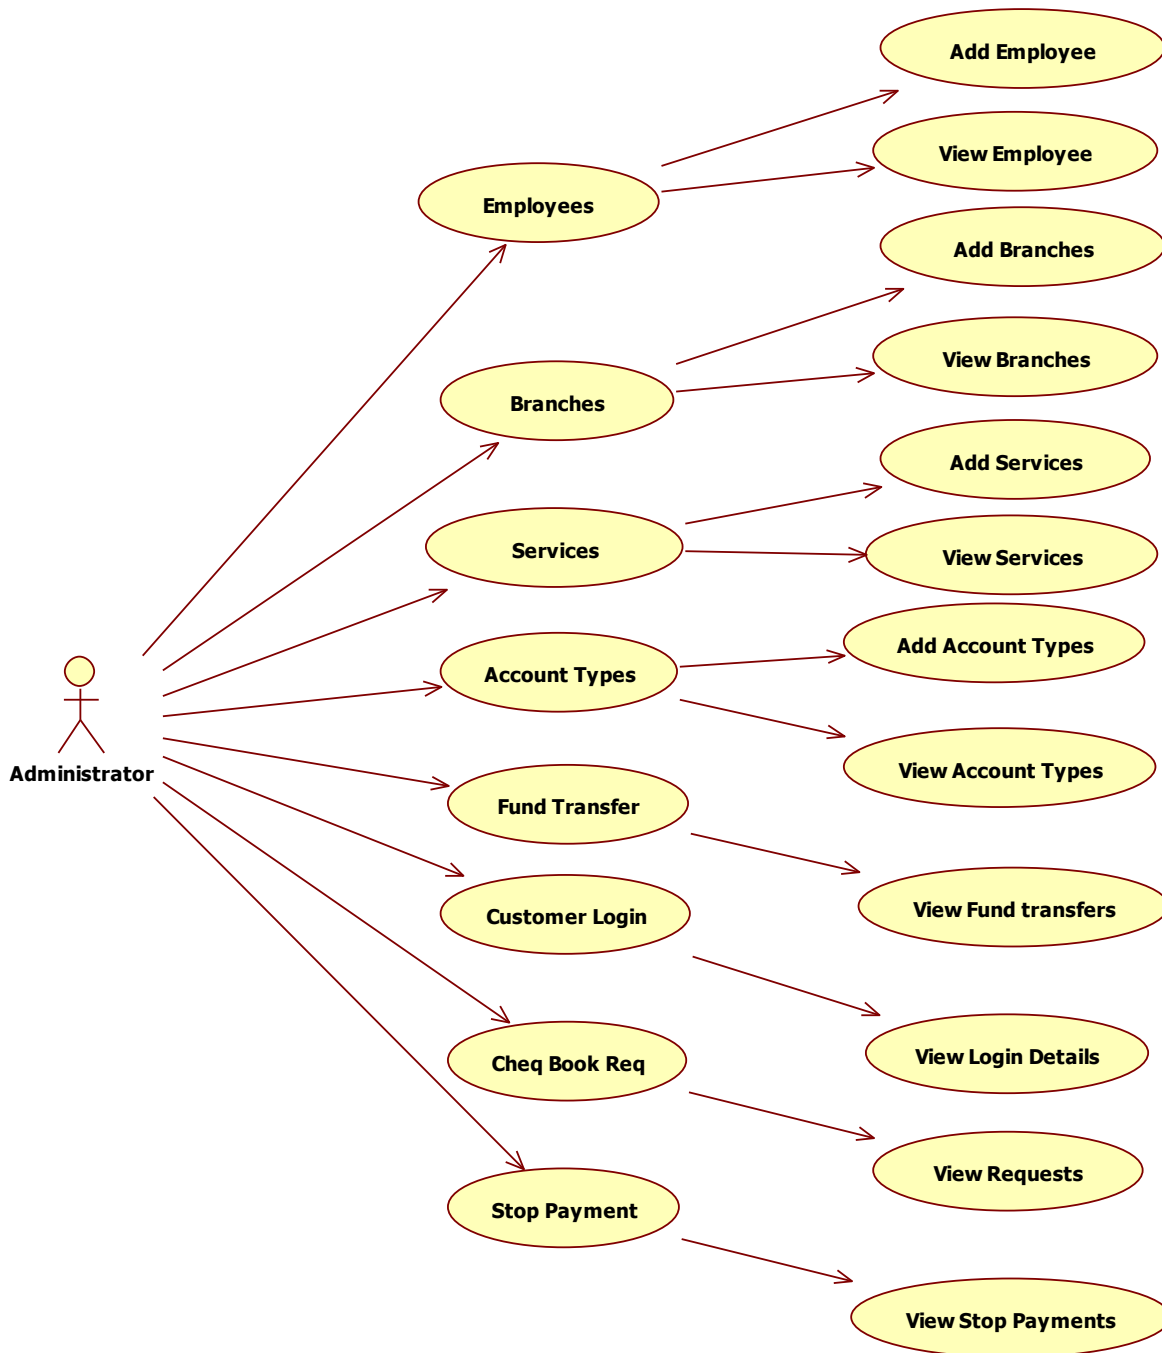 Add Employee
View Employee
Employees
Add Branches
View Branches
Branches
Add Services
Services
View Services
Add Account Types
Account Types
View Account Types
Administrator
Fund Transfer
View Fund transfers
Customer Login
View Login Details
Cheq Book Req
View Requests
Stop Payment
View Stop Payments